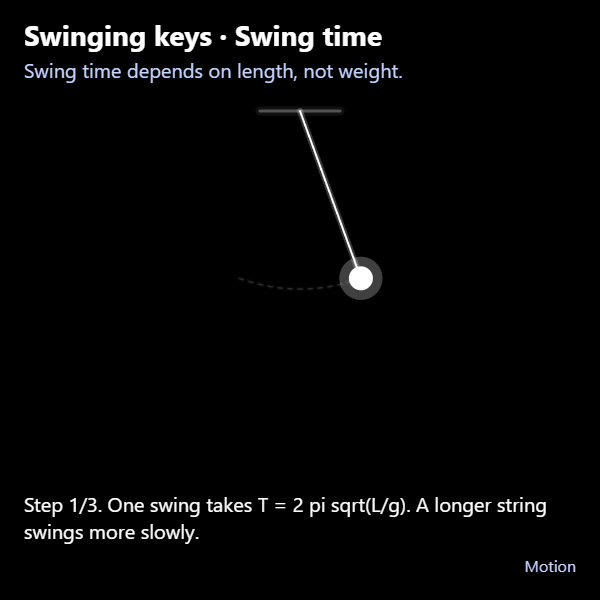 Swinging keys · Swing time
Swing time depends on length, not weight.
Step 1/3. One swing takes T = 2 pi sqrt(L/g). A longer string
swings more slowly.
Motion